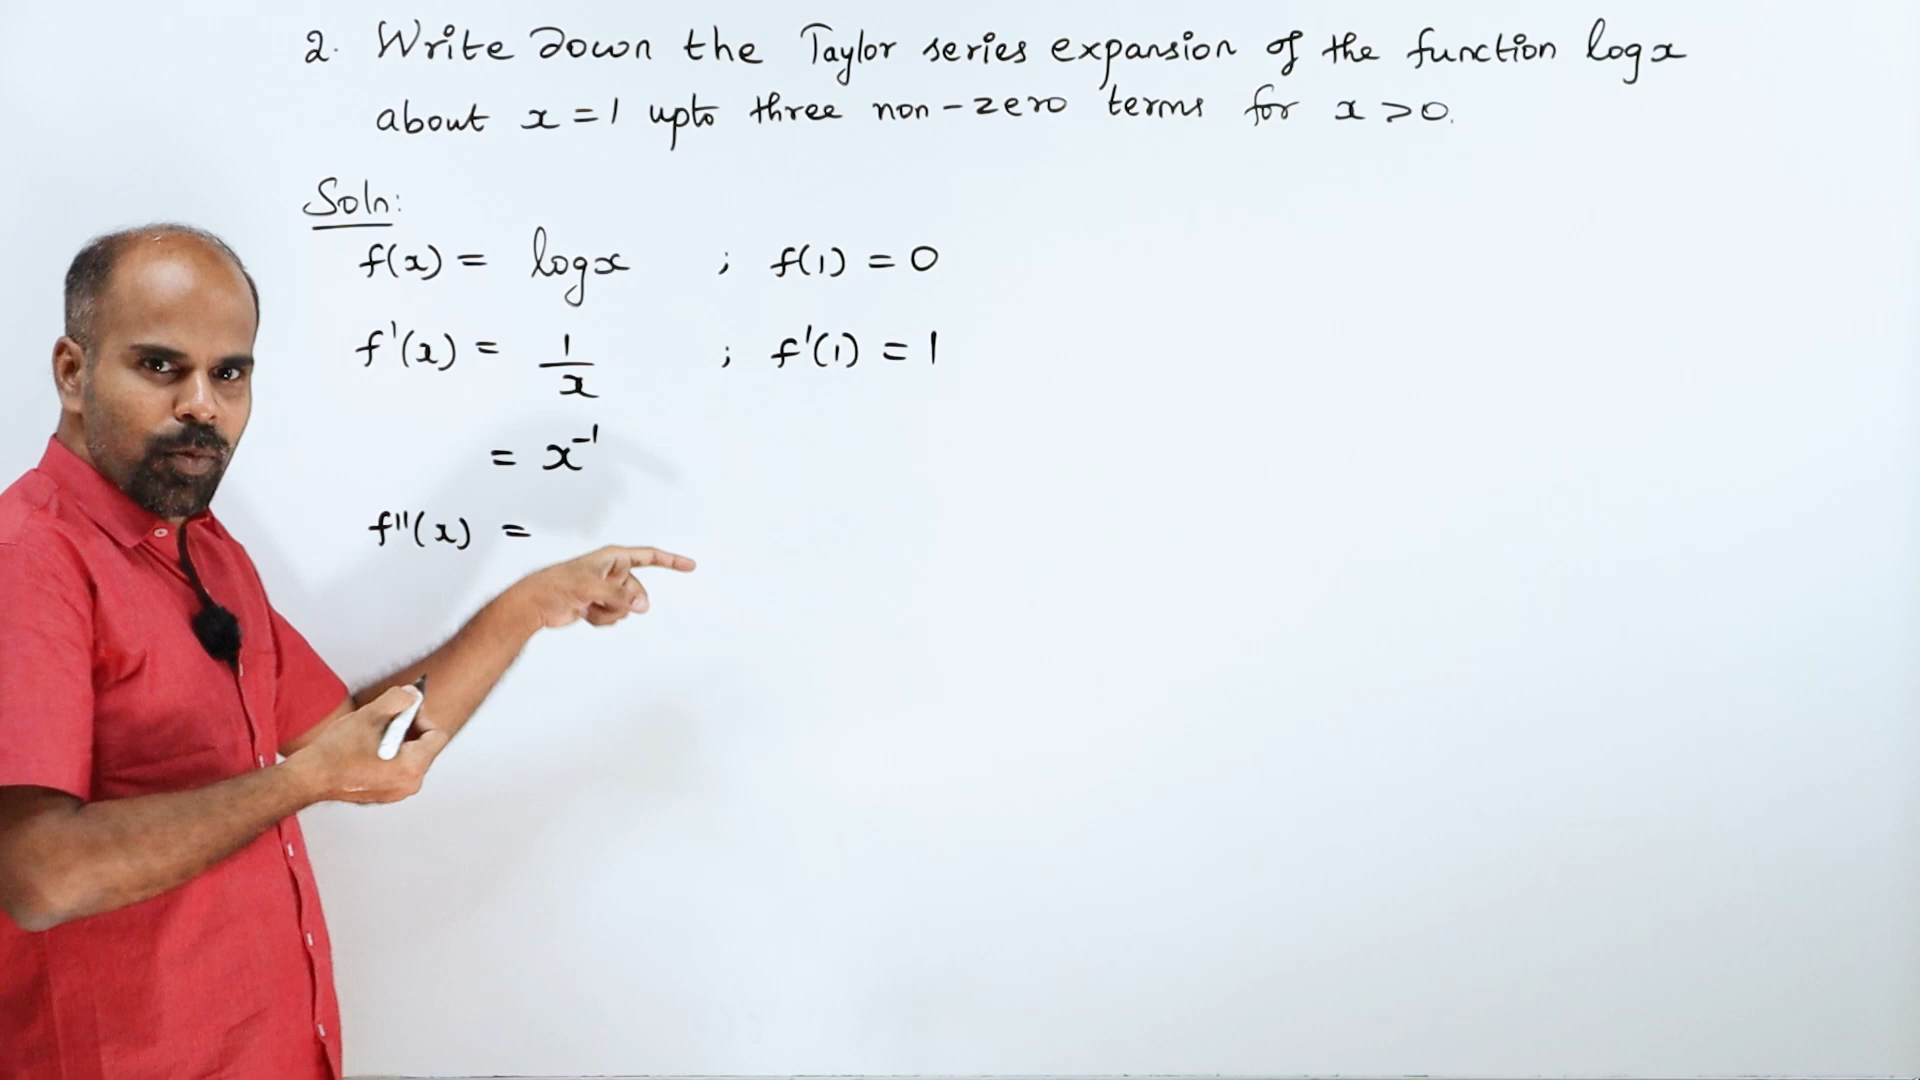 2. Write down the Taylor series expansion of the function log x
about x = 1 upto three non-zero terms for x > 0.
Soln:
f(x) = log x ; f(1) = 0
f'(x) = 1/x ; f'(1) = 1
= x⁻¹
f''(x) =